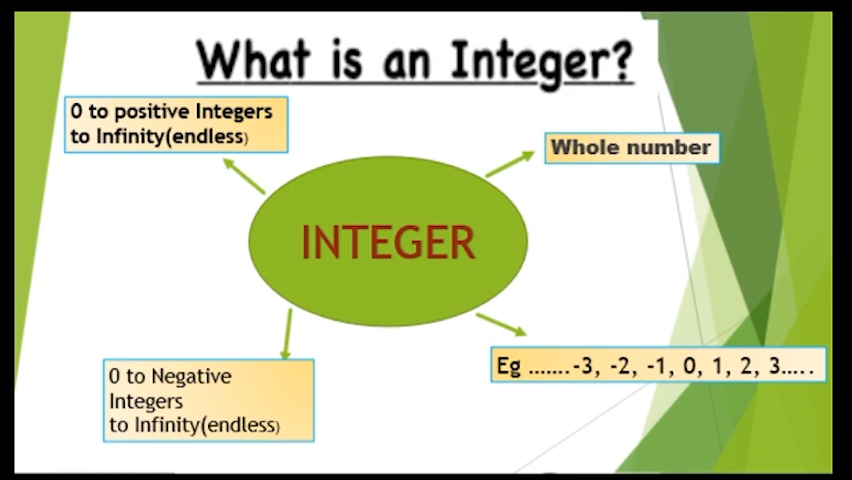 What is an Integer?
0 to positive Integers
to Infinity(endless)
Whole number
INTEGER
0 to Negative
Integers
to Infinity(endless)
Eg .......-3, -2, -1, 0, 1, 2, 3.....